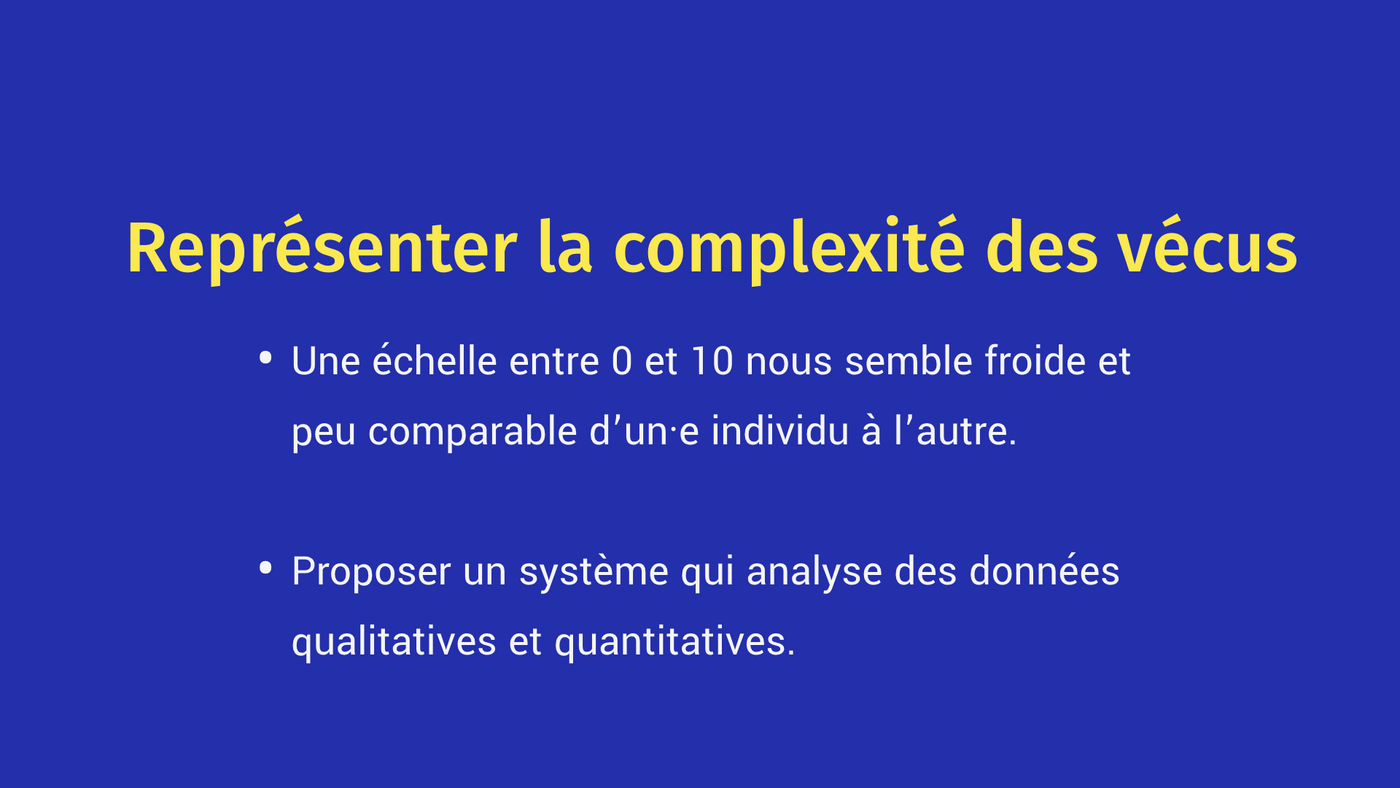 Représenter la complexité des vécus
• Une échelle entre 0 et 10 nous semble froide et
peu comparable d’un·e individu à l’autre.
• Proposer un système qui analyse des données
qualitatives et quantitatives.